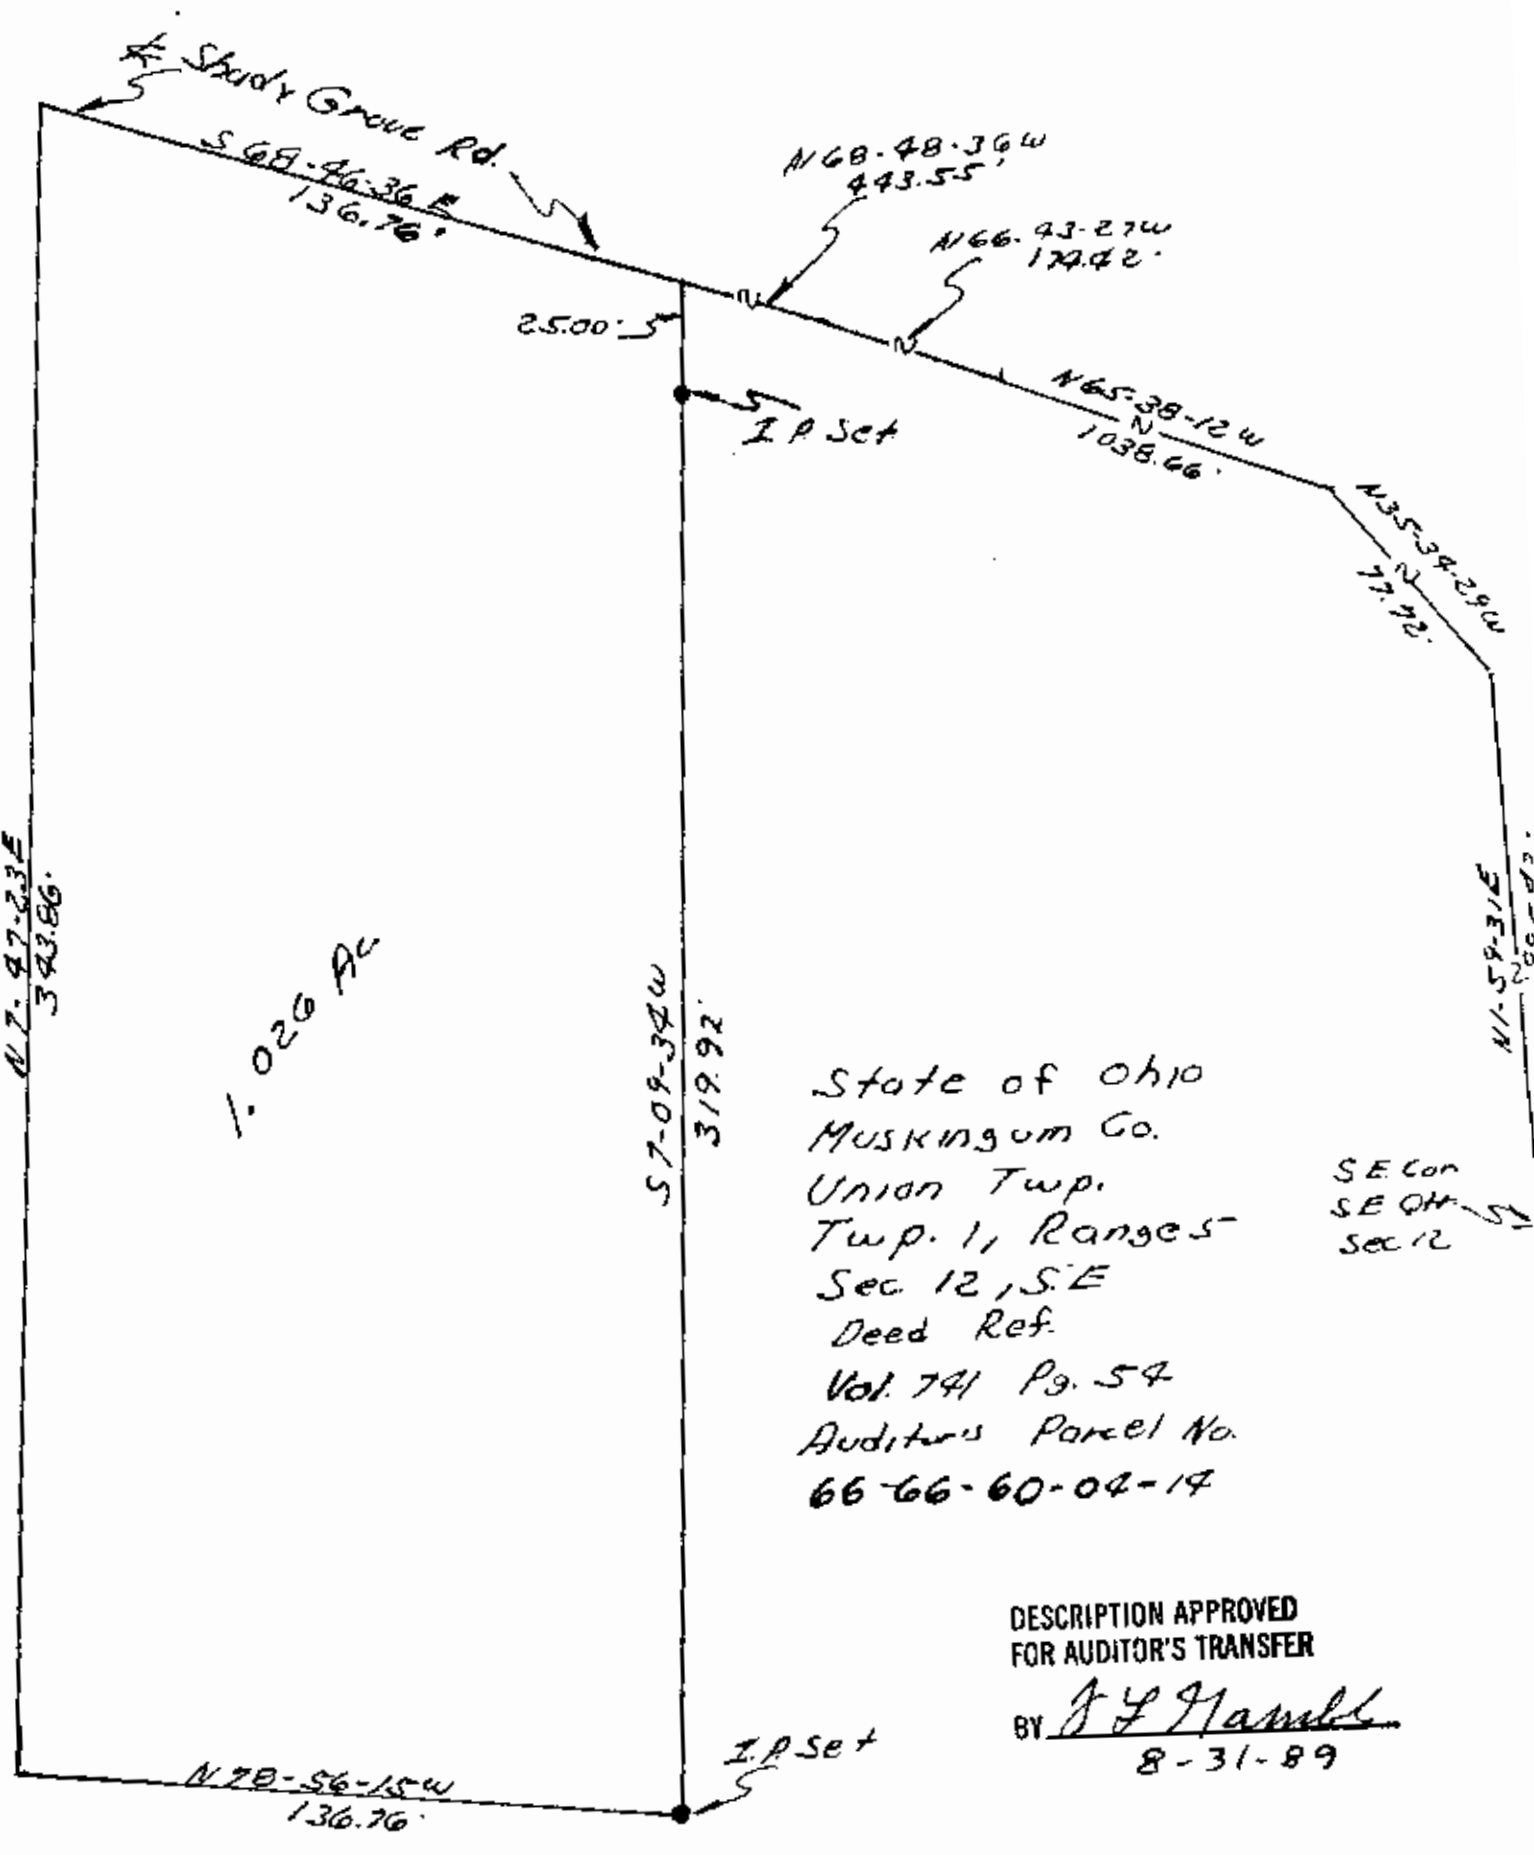 ℄ Shady Grove Rd.
S 68-46-36 E
136.76'
N 68-48-36 W
443.55'
N 66-43-27 W
174.42'
25.00'
I.P. Set
N 65-38-12 W
1038.66'
N 35-34-29 W
77.72'
N 7-47-23 E
343.86'
1.026 Ac
S 7-09-34 W
319.92'
N 1-59-31 E
State of Ohio
Muskingum Co.
Union Twp.
Twp. 1, Range 5
Sec 12, S.E
Deed Ref.
Vol. 741 Pg. 54
Auditor's Parcel No.
66-66-60-04-14
S E Cor
S E Qtr
Sec 12
DESCRIPTION APPROVED
FOR AUDITOR'S TRANSFER
BY
8-31-89
I.P. Set
N 78-56-15 W
136.76'